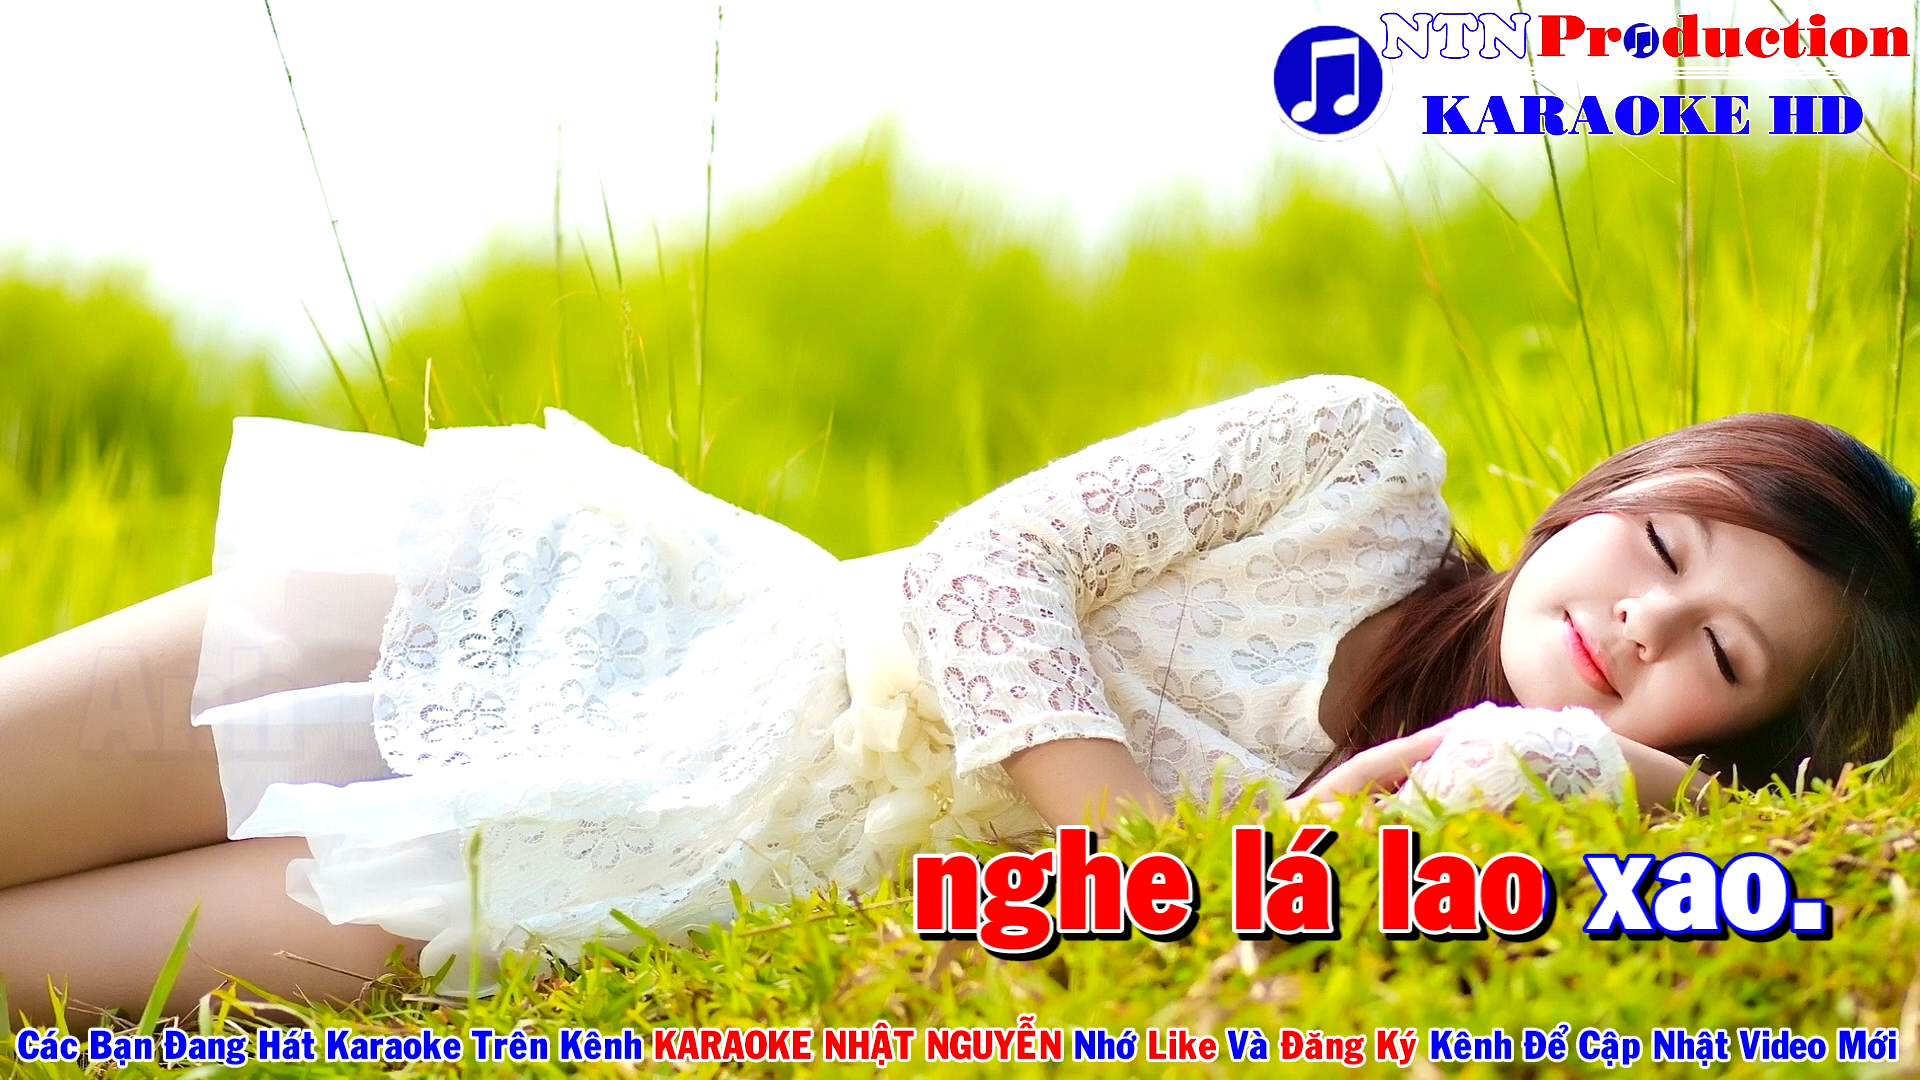 NTN Production
KARAOKE HD
Anh
nghe lá lao xao.
Các Bạn Đang Hát Karaoke Trên Kênh KARAOKE NHẬT NGUYỄN Nhớ Like Và Đăng Ký Kênh Để Cập Nhật Video Mới